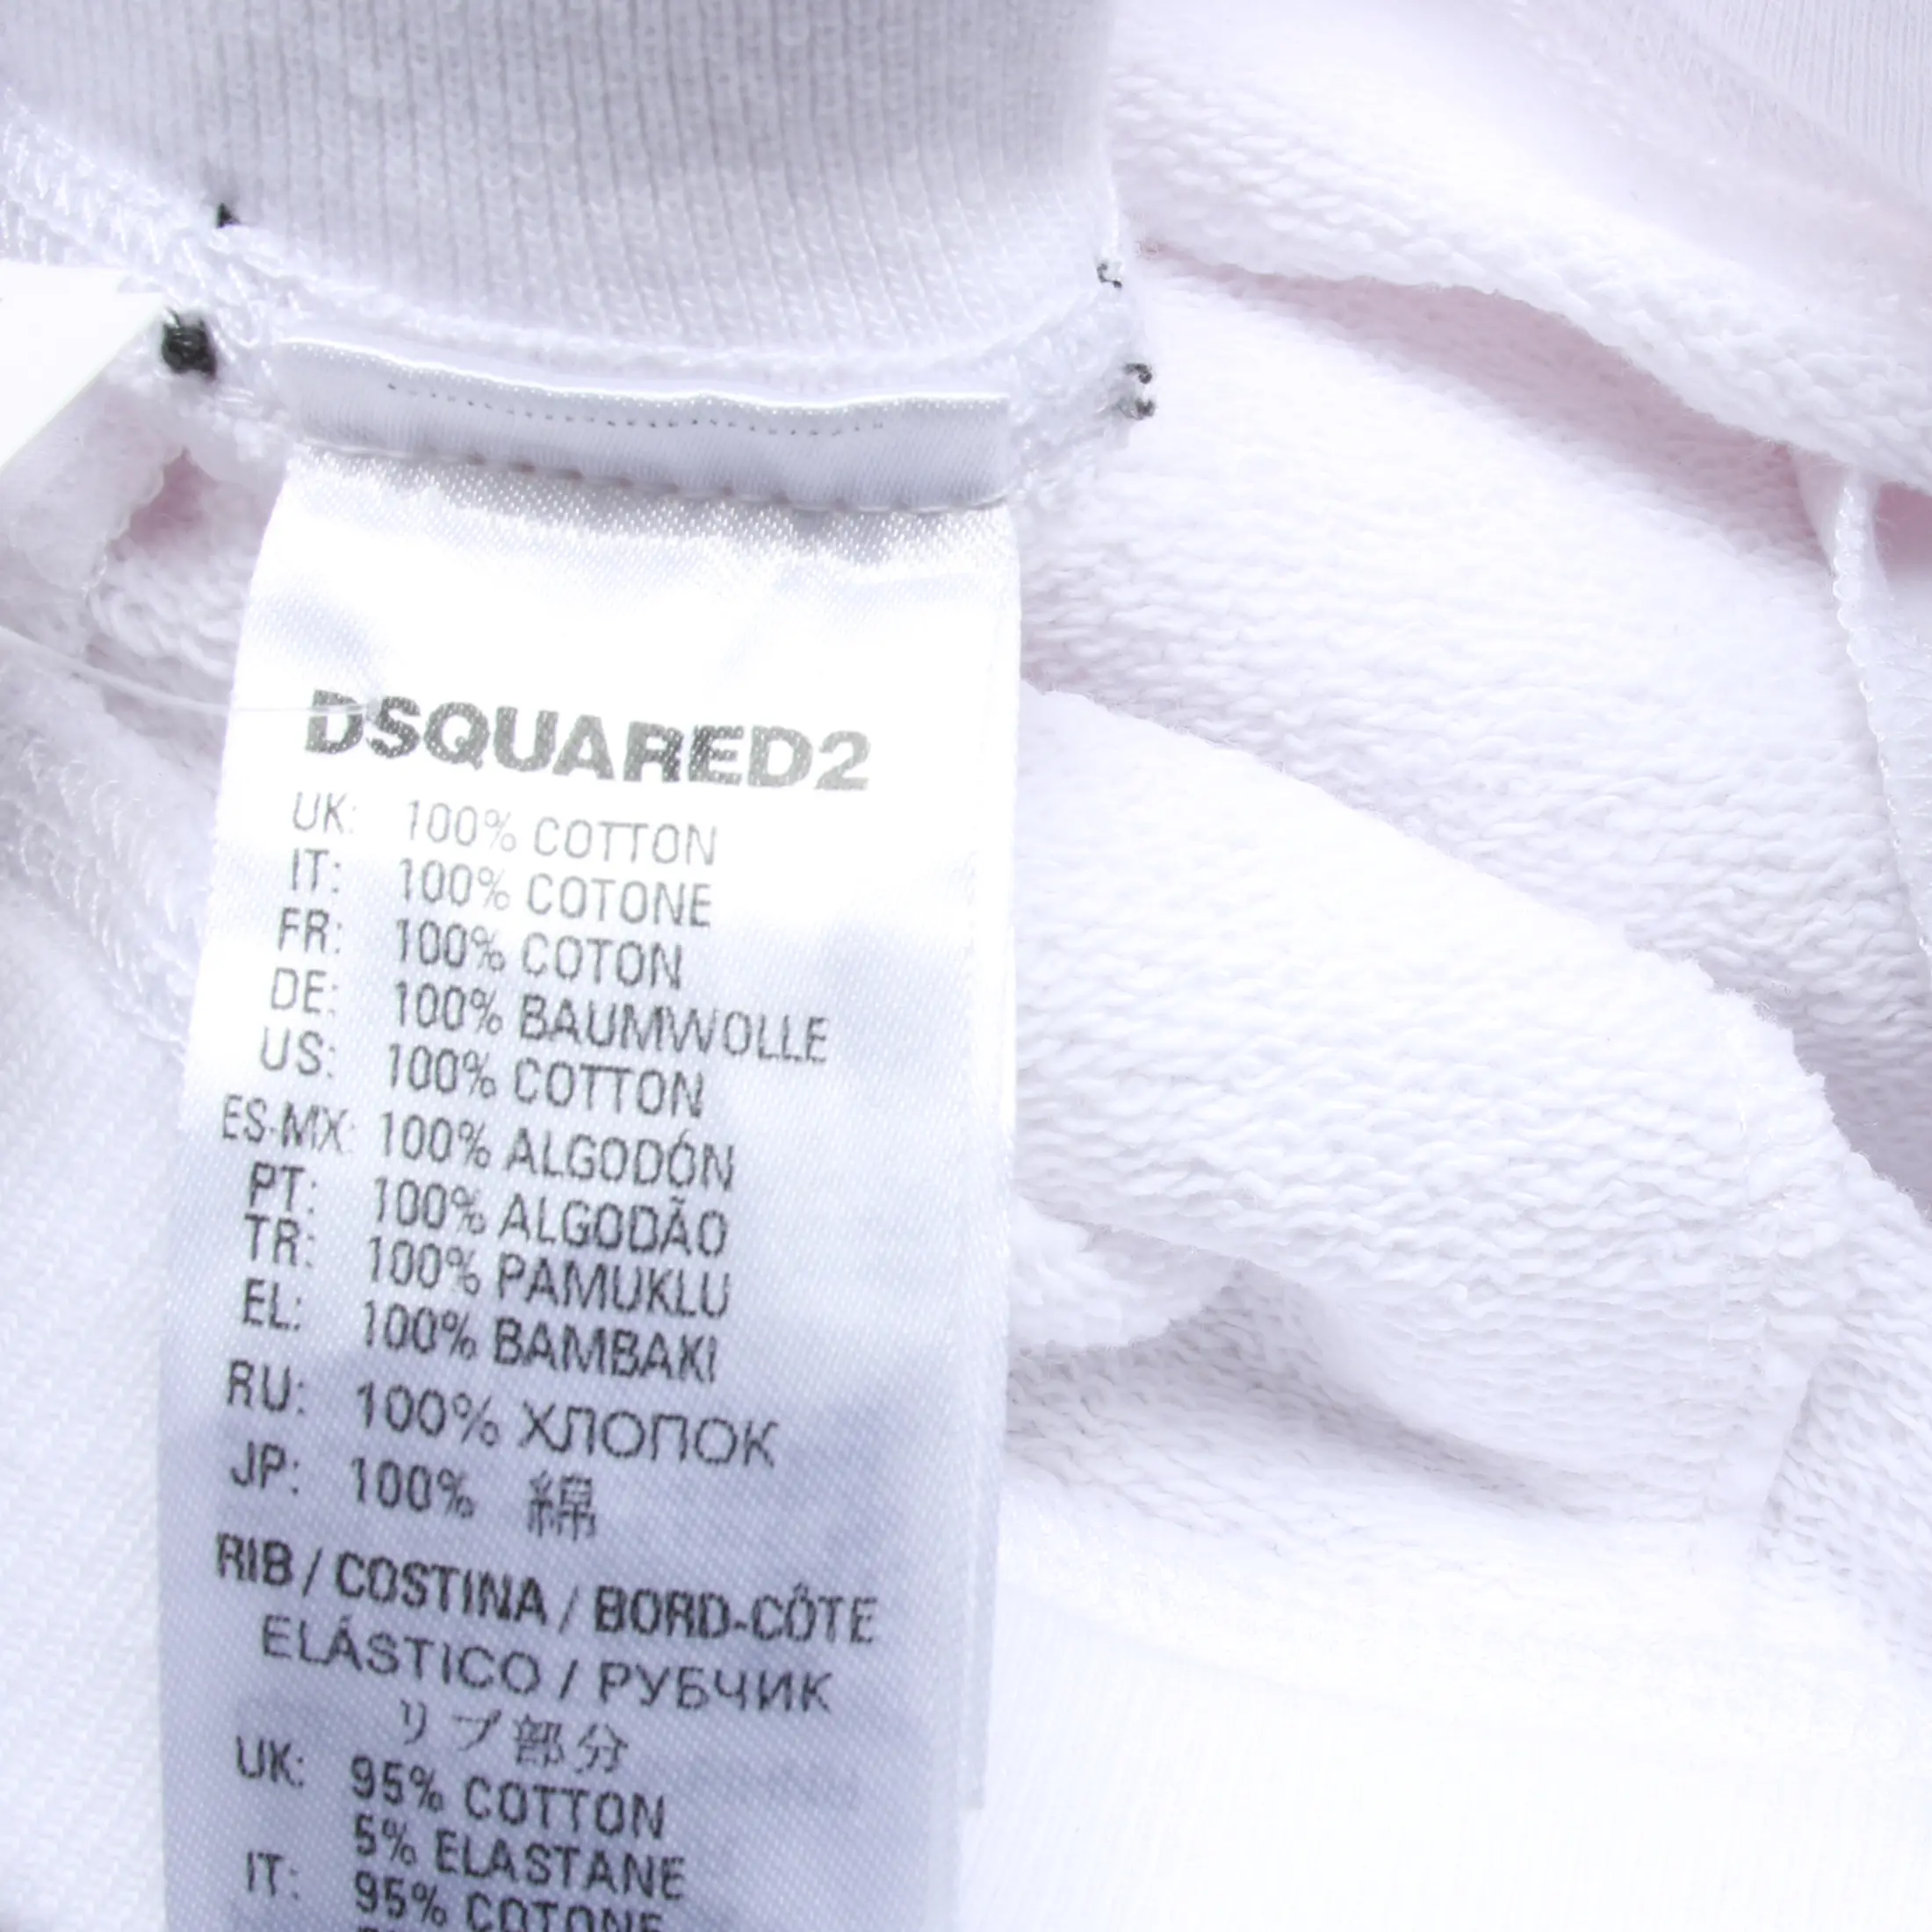 DSQUARED2
UK: 100% COTTON
IT: 100% COTONE
FR: 100% COTON
DE: 100% BAUMWOLLE
US: 100% COTTON
ES-MX: 100% ALGODÓN
PT: 100% ALGODÃO
TR: 100% PAMUKLU
EL: 100% BAMBAKI
RU: 100% ХЛОПОК
JP: 100% 綿
RIB / COSTINA / BORD-CÔTE
ELÁSTICO / РУБЧИК
リブ部分
UK: 95% COTTON
5% ELASTANE
IT: 95% COTONE